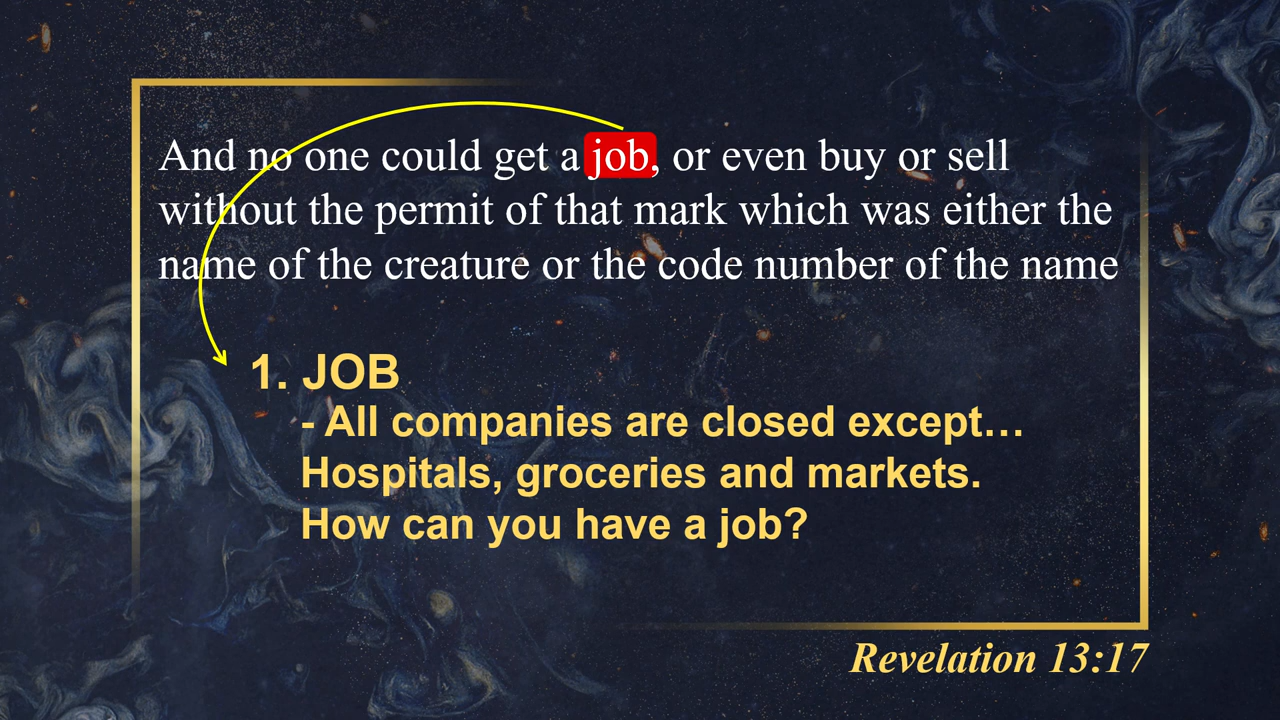 And no one could get a job, or even buy or sell
without the permit of that mark which was either the
name of the creature or the code number of the name
1. JOB
- All companies are closed except…
Hospitals, groceries and markets.
How can you have a job?
Revelation 13:17